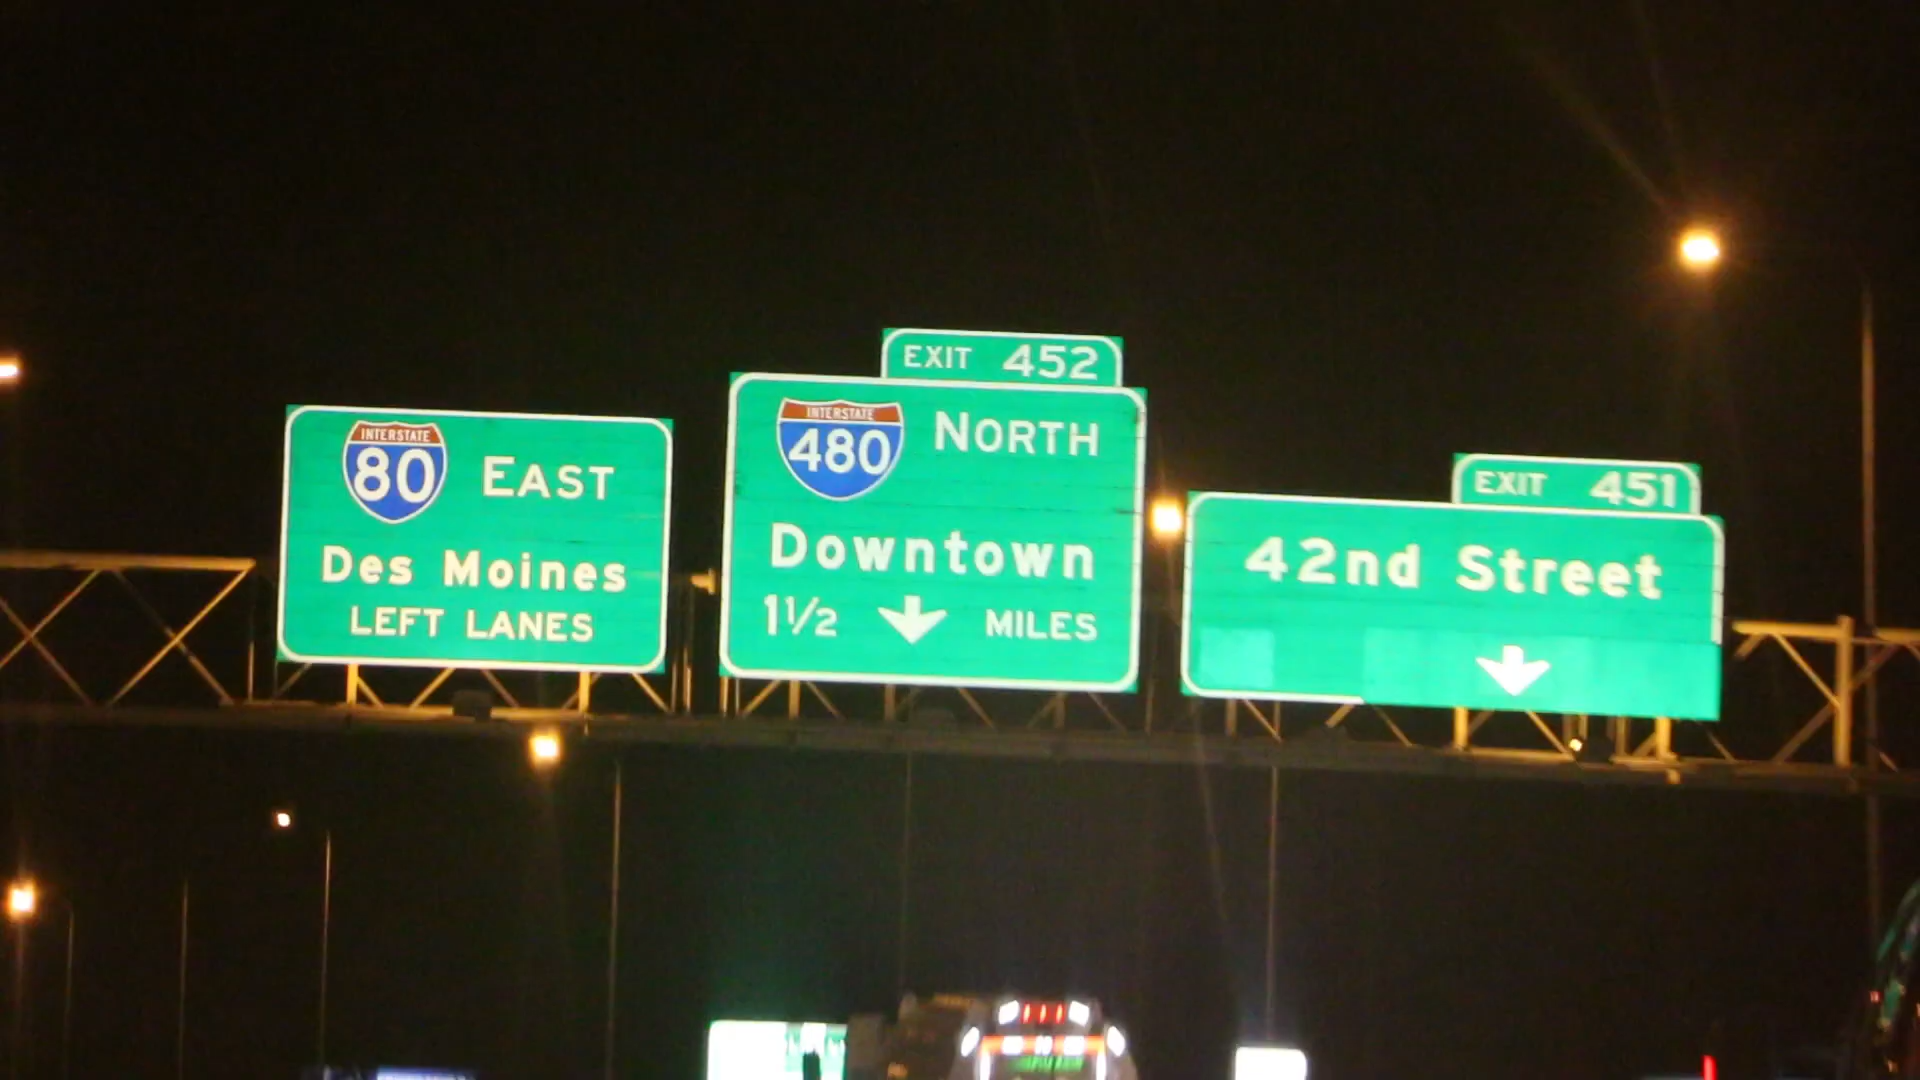 INTERSTATE
80 EAST
Des Moines
LEFT LANES
EXIT 452
INTERSTATE
480 NORTH
Downtown
1½ MILES
EXIT 451
42nd Street